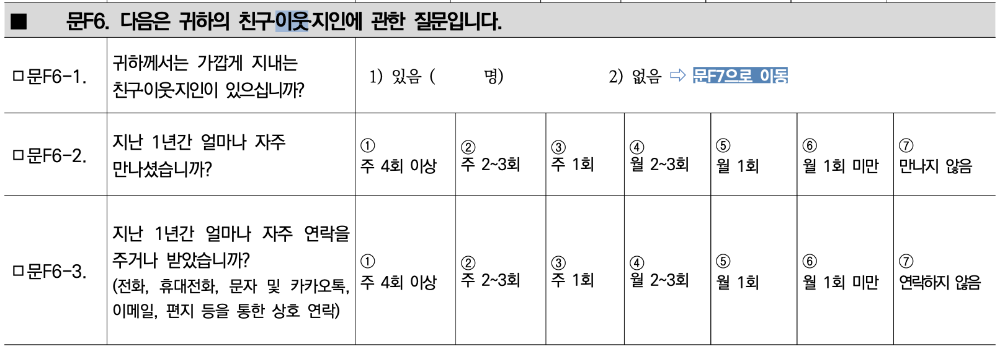 ■ 문F6. 다음은 귀하의 친구·이웃·지인에 관한 질문입니다.
□문F6-1.
귀하께서는 가깝게 지내는
친구·이웃·지인이 있으십니까?
1) 있음 ( 명) 2) 없음 ⇨ 문F7으로 이동
□문F6-2.
지난 1년간 얼마나 자주
만나셨습니까?
①
주 4회 이상
②
주 2~3회
③
주 1회
④
월 2~3회
⑤
월 1회
⑥
월 1회 미만
⑦
만나지 않음
□문F6-3.
지난 1년간 얼마나 자주 연락을
주거나 받았습니까?
(전화, 휴대전화, 문자 및 카카오톡,
이메일, 편지 등을 통한 상호 연락)
①
주 4회 이상
②
주 2~3회
③
주 1회
④
월 2~3회
⑤
월 1회
⑥
월 1회 미만
⑦
연락하지 않음